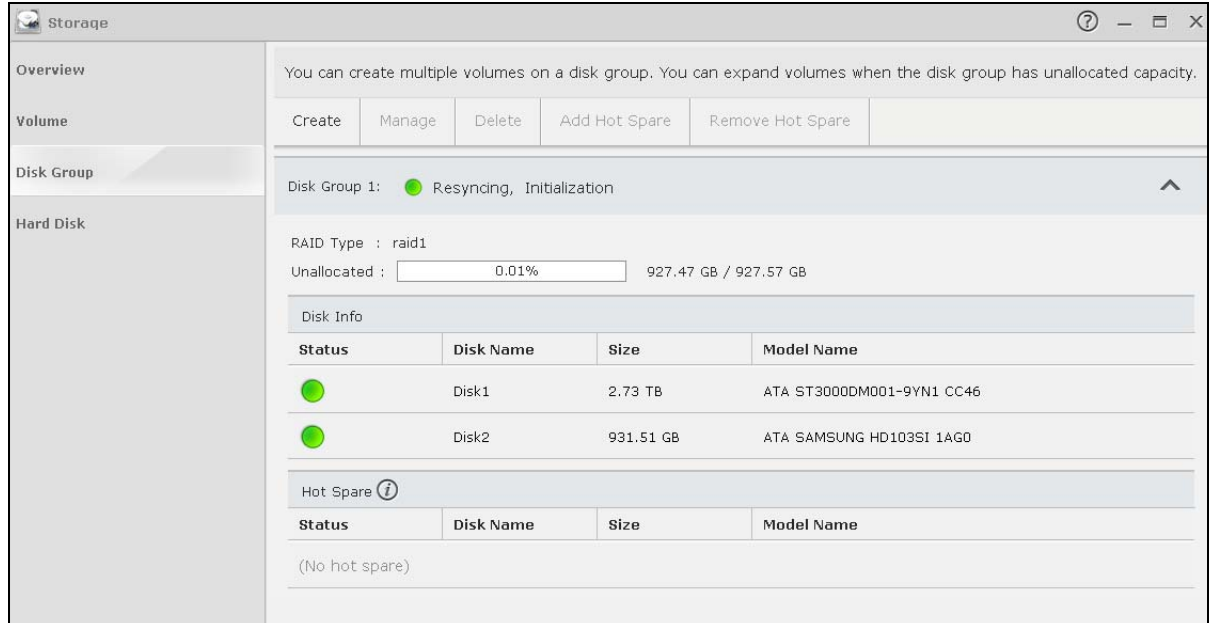 Storage
Overview
Volume
Disk Group
Hard Disk
You can create multiple volumes on a disk group. You can expand volumes when the disk group has unallocated capacity.
Create Manage Delete Add Hot Spare Remove Hot Spare
Disk Group 1: Resyncing, Initialization
RAID Type : raid1
Unallocated : 0.01% 927.47 GB / 927.57 GB
Disk Info
Status Disk Name Size Model Name
Disk1 2.73 TB ATA ST3000DM001-9YN1 CC46
Disk2 931.51 GB ATA SAMSUNG HD103SI 1AG0
Hot Spare
Status Disk Name Size Model Name
(No hot spare)